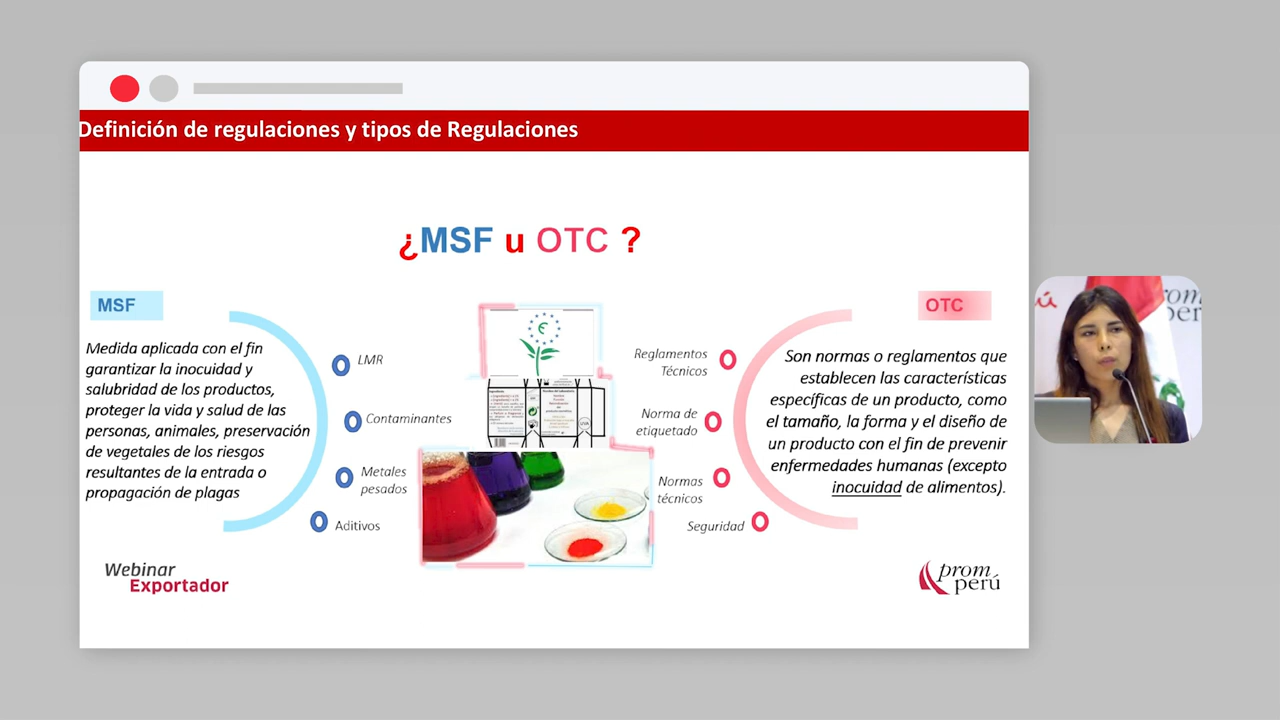 Definición de regulaciones y tipos de Regulaciones
¿MSF u OTC ?
MSF
Medida aplicada con el fin
garantizar la inocuidad y
salubridad de los productos,
proteger la vida y salud de las
personas, animales, preservación
de vegetales de los riesgos
resultantes de la entrada o
propagación de plagas
LMR
Contaminantes
Metales
pesados
Aditivos
Reglamentos
Técnicos
Norma de
etiquetado
Normas
técnicos
Seguridad
OTC
Son normas o reglamentos que
establecen las características
específicas de un producto, como
el tamaño, la forma y el diseño de
un producto con el fin de prevenir
enfermedades humanas (excepto
inocuidad de alimentos).
Webinar
Exportador
prom
perú